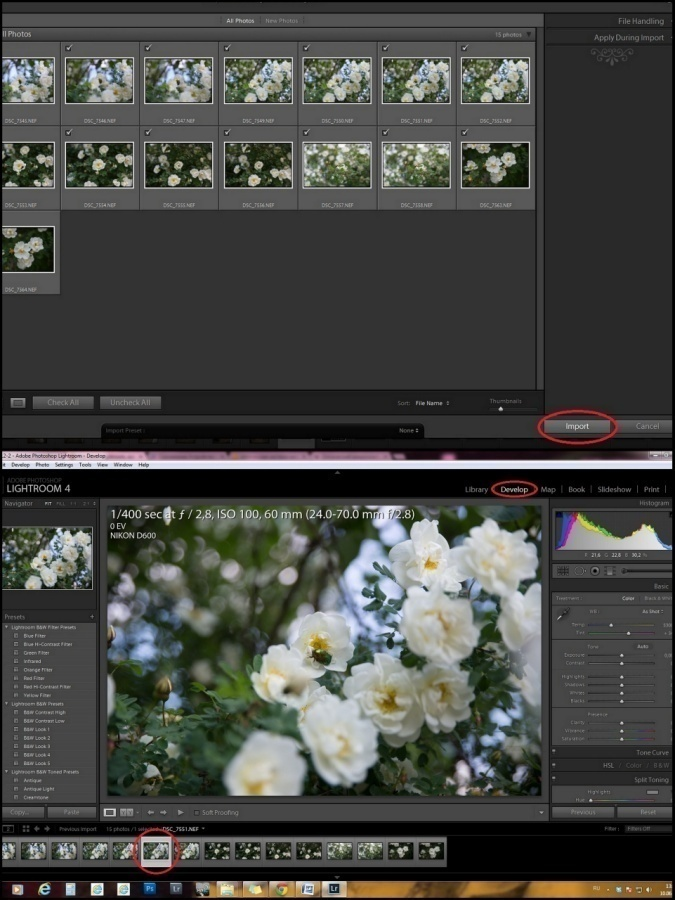 All Photos | New Photos
File Handling
ll Photos
15 photos
Apply During Import
DSC_7545.NEF DSC_7546.NEF DSC_7547.NEF DSC_7549.NEF DSC_7550.NEF DSC_7551.NEF DSC_7552.NEF
DSC_7553.NEF DSC_7554.NEF DSC_7555.NEF DSC_7556.NEF DSC_7557.NEF DSC_7558.NEF DSC_7563.NEF
DSC_7564.NEF
Check All Uncheck All Sort: File Name Thumbnails
Import Preset : None Import Cancel
2-2 - Adobe Photoshop Lightroom - Develop
Develop Photo Settings Tools View Window Help
ADOBE PHOTOSHOP
LIGHTROOM 4
Library | Develop | Map | Book | Slideshow | Print |
Navigator FIT FILL 1:1
Histogram
1/400 sec at ƒ / 2,8, ISO 100, 60 mm (24.0-70.0 mm f/2.8)
0 EV
NIKON D600
R 21,6 G 22,8 B 30,2 %
Basic
Treatment : Color | Black & Whi
WB : As Shot
Temp
Tint
Tone Auto
Exposure
Contrast
Highlights
Shadows
Whites
Blacks
Presence
Clarity
Vibrance
Saturation
Tone Curve
HSL / Color / B & W
Split Toning
Highlights
Hue
Presets +
Lightroom B&W Filter Presets
Blue Filter
Blue Hi-Contrast Filter
Green Filter
Infrared
Orange Filter
Red Filter
Red Hi-Contrast Filter
Yellow Filter
Lightroom B&W Presets
B&W Contrast High
B&W Contrast Low
B&W Look 1
B&W Look 2
B&W Look 3
B&W Look 4
B&W Look 5
Lightroom B&W Toned Presets
Antique
Antique Light
Creamtone
Copy... Paste Soft Proofing Previous Reset
2 Previous Import 15 photos / 1 selected DSC_7551.NEF Filter : Filters Off
Ps Lr W Lr RU